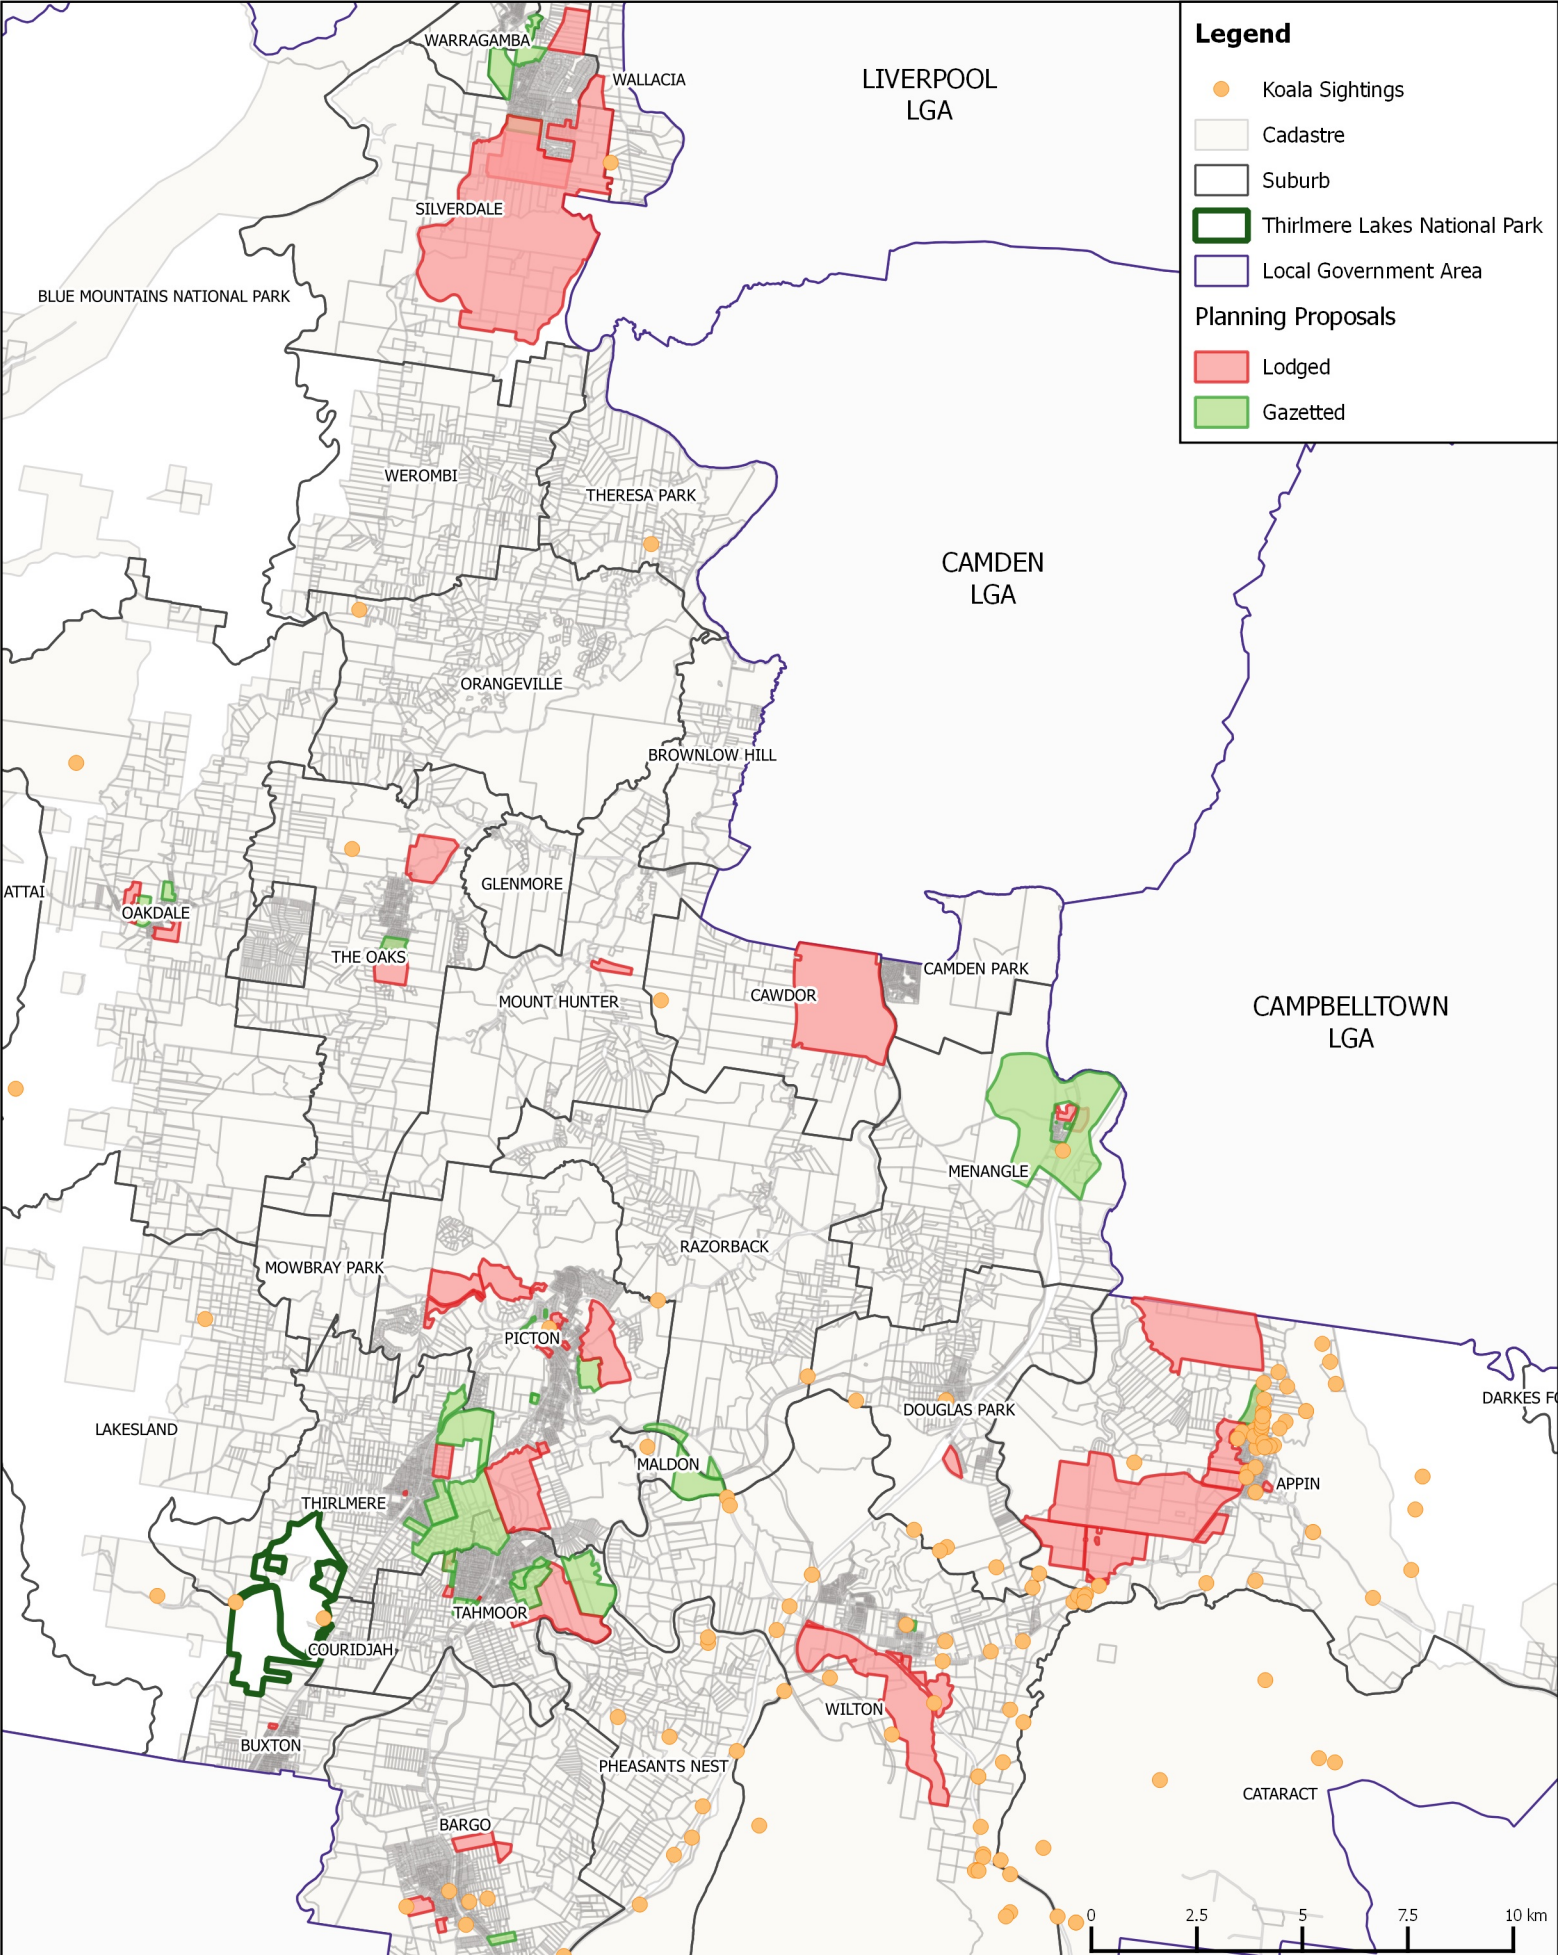 WARRAGAMBA
WALLACIA
LIVERPOOL
LGA
Legend
Koala Sightings
Cadastre
Suburb
Thirlmere Lakes National Park
Local Government Area
Planning Proposals
Lodged
Gazetted
SILVERDALE
BLUE MOUNTAINS NATIONAL PARK
WEROMBI
THERESA PARK
CAMDEN
LGA
ORANGEVILLE
BROWNLOW HILL
ATTAI
OAKDALE
GLENMORE
THE OAKS
MOUNT HUNTER
CAWDOR
CAMDEN PARK
CAMPBELLTOWN
LGA
MENANGLE
RAZORBACK
MOWBRAY PARK
PICTON
LAKESLAND
DOUGLAS PARK
DARKES FO
MALDON
APPIN
THIRLMERE
TAHMOOR
COURIDJAH
WILTON
BUXTON
PHEASANTS NEST
CATARACT
BARGO
0 2.5 5 7.5 10 km